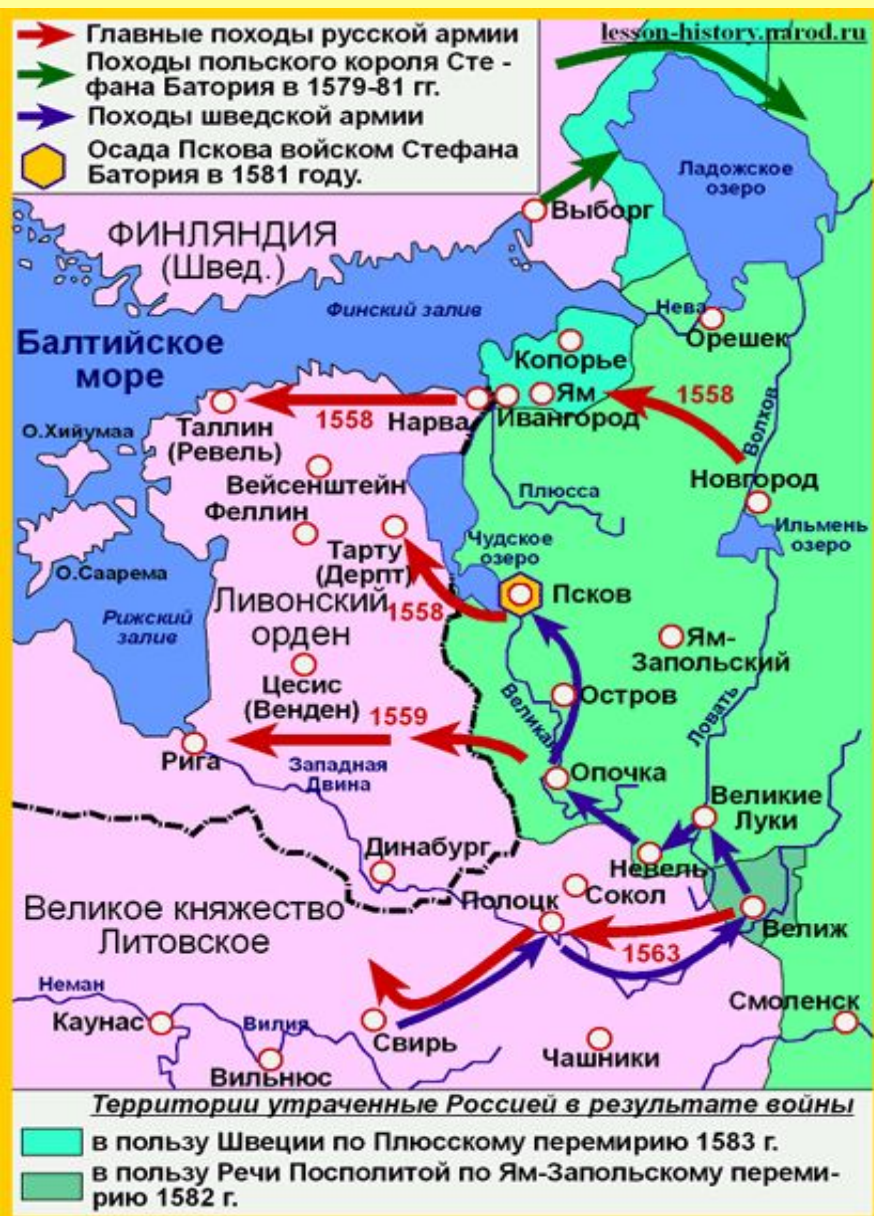 lesson-history.narod.ru
Главные походы русской армии
Походы польского короля Сте -
фана Батория в 1579-81 гг.
Походы шведской армии
Осада Пскова войском Стефана
Батория в 1581 году.
Ладожское
озеро
Выборг
ФИНЛЯНДИЯ
(Швед.)
Финский залив
Нева
Орешек
Балтийское
море
Копорье
Ям
1558
1558
Нарва
Ивангород
Волхов
О.Хийумаа
Таллин
(Ревель)
Вейсенштейн
Новгород
Феллин
Плюсса
Ильмень
озеро
Тарту
(Дерпт)
Чудское
озеро
О.Саарема
1558
Псков
Рижский
залив
Ливонский
орден
Ям-
Запольский
Цесис
(Венден)
Остров
1559
Великая
Ловать
Рига
Западная
Двина
Опочка
Великие
Луки
Динабург
Невель
Сокол
Полоцк
Великое княжество
Литовское
Велиж
1563
Неман
Смоленск
Каунас
Вилия
Свирь
Чашники
Вильнюс
Территории утраченные Россией в результате войны
в пользу Швеции по Плюсскому перемирию 1583 г.
в пользу Речи Посполитой по Ям-Запольскому переми-
рию 1582 г.